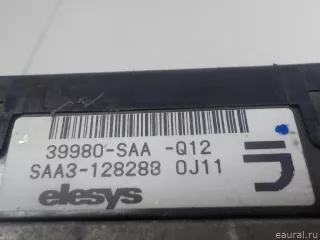 39980-SAA -Q12
SAA3-128288 0J11
elesys
eaural.ru